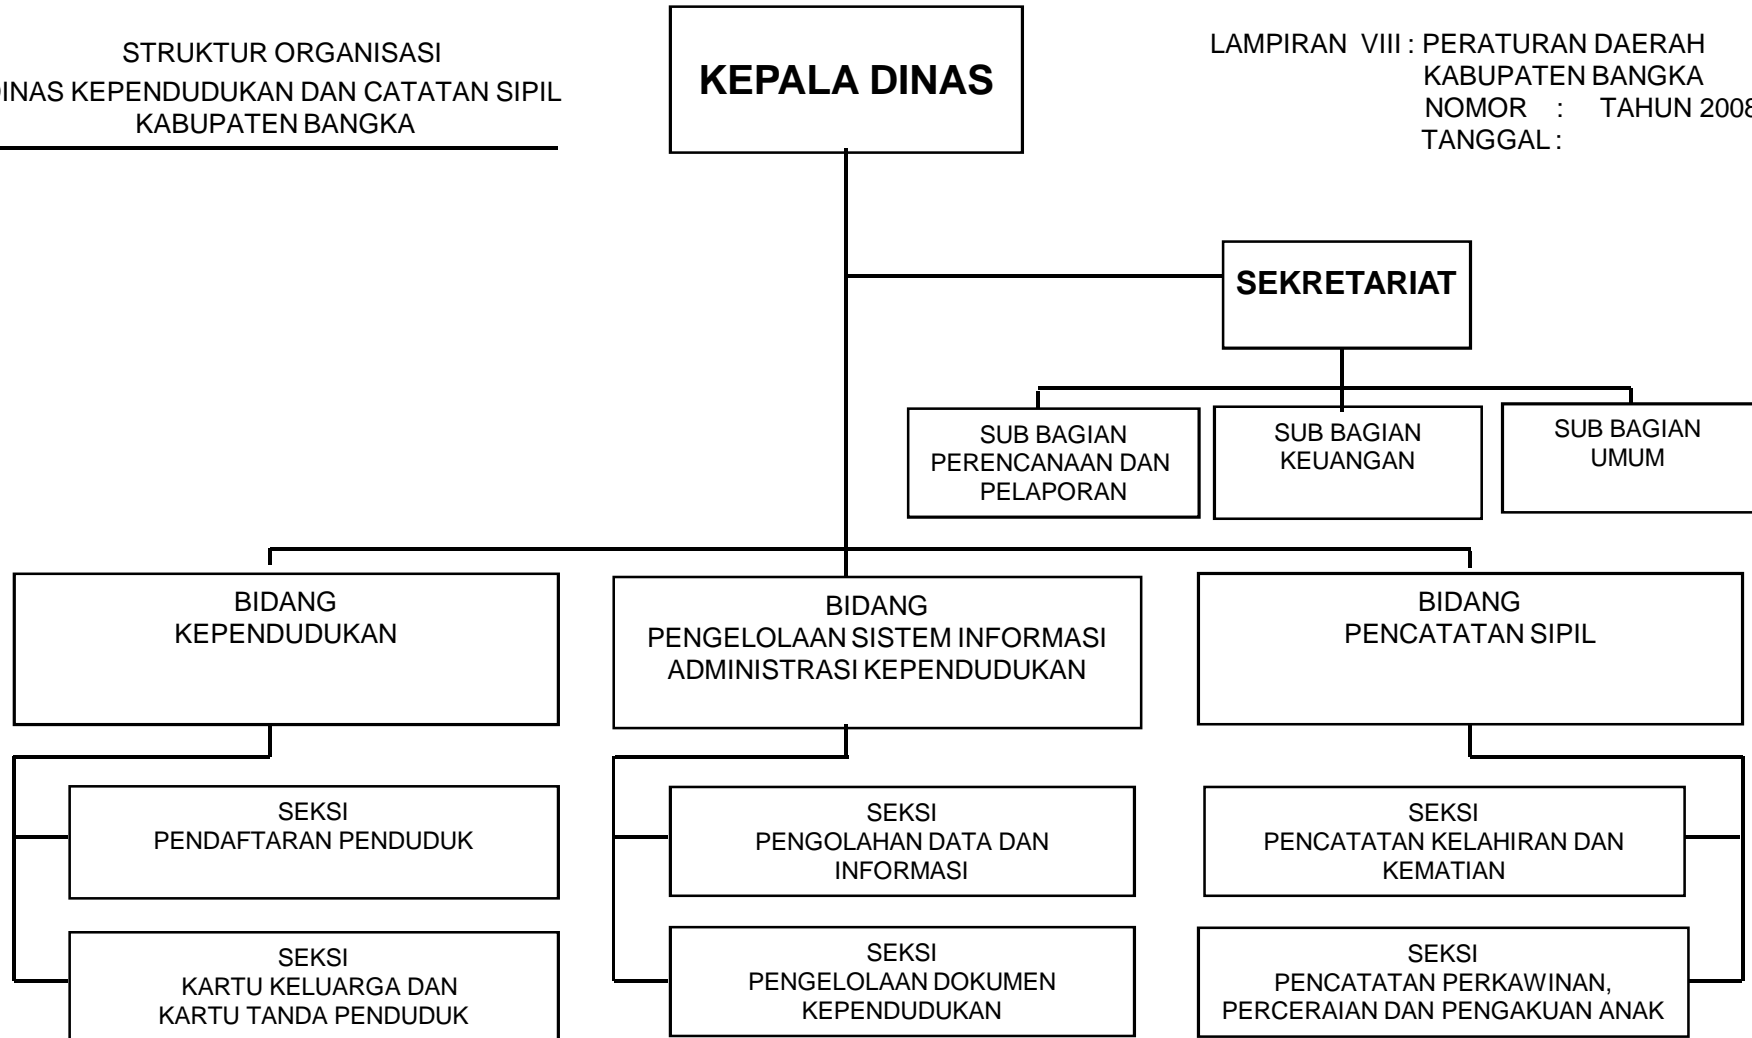 STRUKTUR ORGANISASI
DINAS KEPENDUDUKAN DAN CATATAN SIPIL
KABUPATEN BANGKA
KEPALA DINAS
LAMPIRAN VIII : PERATURAN DAERAH
KABUPATEN BANGKA
NOMOR : TAHUN 2008
TANGGAL :
SEKRETARIAT
SUB BAGIAN
PERENCANAAN DAN
PELAPORAN
SUB BAGIAN
KEUANGAN
SUB BAGIAN
UMUM
BIDANG
KEPENDUDUKAN
BIDANG
PENGELOLAAN SISTEM INFORMASI
ADMINISTRASI KEPENDUDUKAN
BIDANG
PENCATATAN SIPIL
SEKSI
PENDAFTARAN PENDUDUK
SEKSI
PENGOLAHAN DATA DAN
INFORMASI
SEKSI
PENCATATAN KELAHIRAN DAN
KEMATIAN
SEKSI
KARTU KELUARGA DAN
KARTU TANDA PENDUDUK
SEKSI
PENGELOLAAN DOKUMEN
KEPENDUDUKAN
SEKSI
PENCATATAN PERKAWINAN,
PERCERAIAN DAN PENGAKUAN ANAK